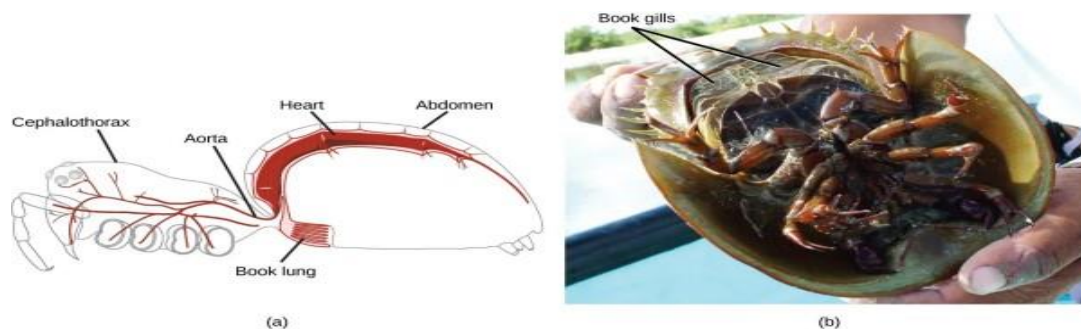 Book gills
Heart
Abdomen
Cephalothorax
Aorta
Book lung
(a)
(b)